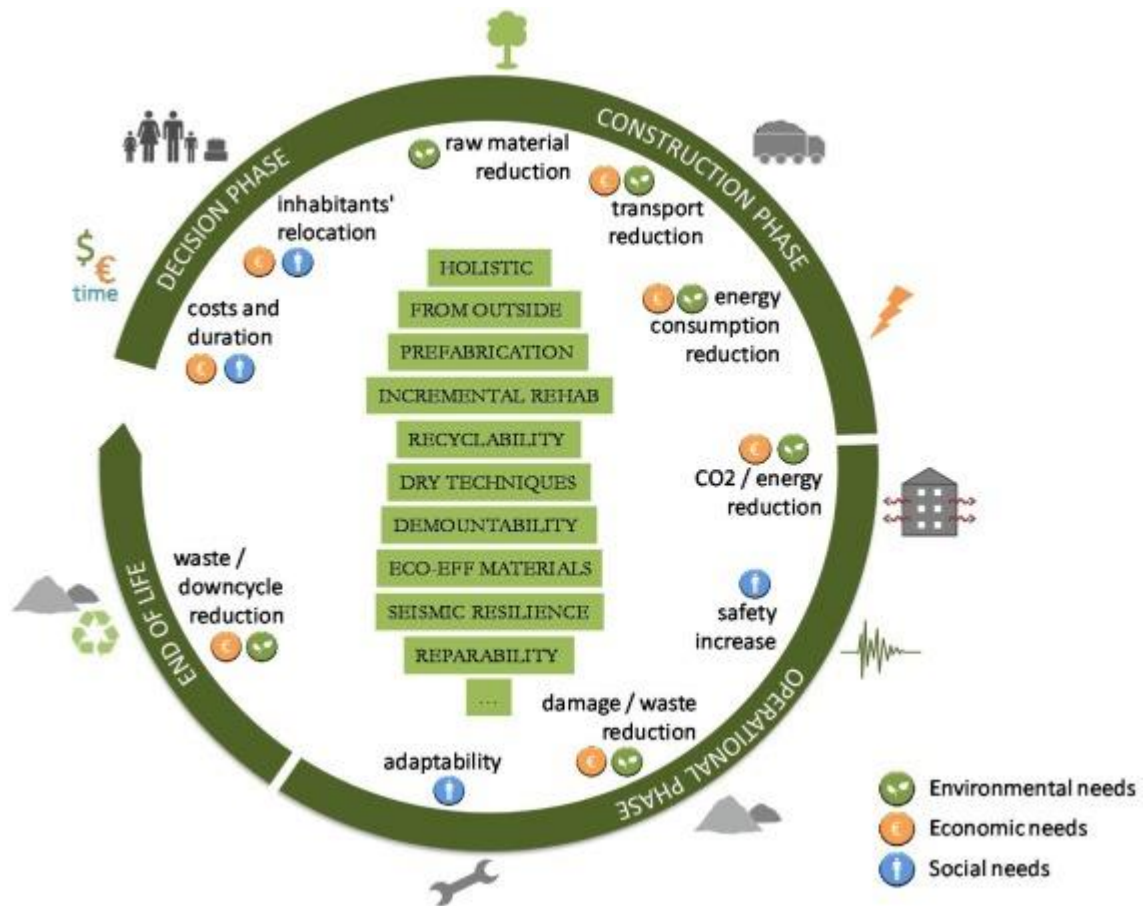 DECISION PHASE
CONSTRUCTION PHASE
OPERATIONAL PHASE
END OF LIFE
$
€
time
costs and
duration
€
inhabitants'
relocation
€
raw material
reduction
€
transport
reduction
€
energy
consumption
reduction
€
CO2 / energy
reduction
safety
increase
damage / waste
reduction
€
adaptability
waste /
downcycle
reduction
€
HOLISTIC
FROM OUTSIDE
PREFABRICATION
INCREMENTAL REHAB
RECYCLABILITY
DRY TECHNIQUES
DEMOUNTABILITY
ECO-EFF MATERIALS
SEISMIC RESILIENCE
REPARABILITY
...
Environmental needs
€ Economic needs
Social needs